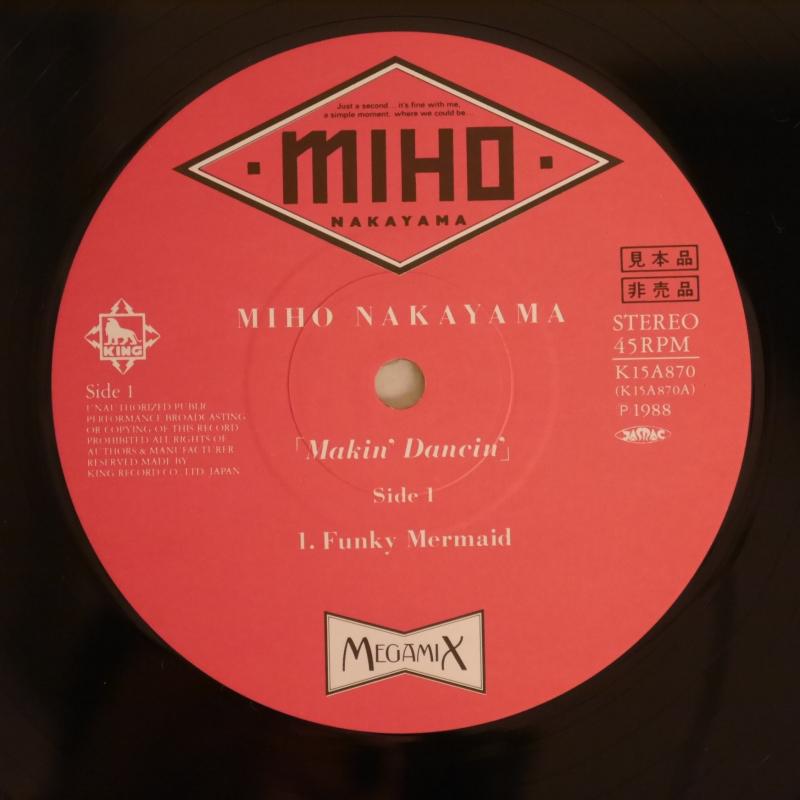 Just a second... it's fine with me,
a simple moment. where we could be...
MIHO
NAKAYAMA
MIHO NAKAYAMA
見本品
非売品
STEREO
45RPM
K15A870
(K15A870A)
P 1988
JASRAC
KING
Side 1
UNAUTHORIZED PUBLIC
PERFORMANCE BROADCASTING
OR COPYING OF THIS RECORD
PROHIBITED ALL RIGHTS OF
AUTHORS & MANUFACTURER
RESERVED MADE BY
KING RECORD CO., LTD. JAPAN
「Makin' Dancin'」
Side 1
1. Funky Mermaid
MEGAMIX